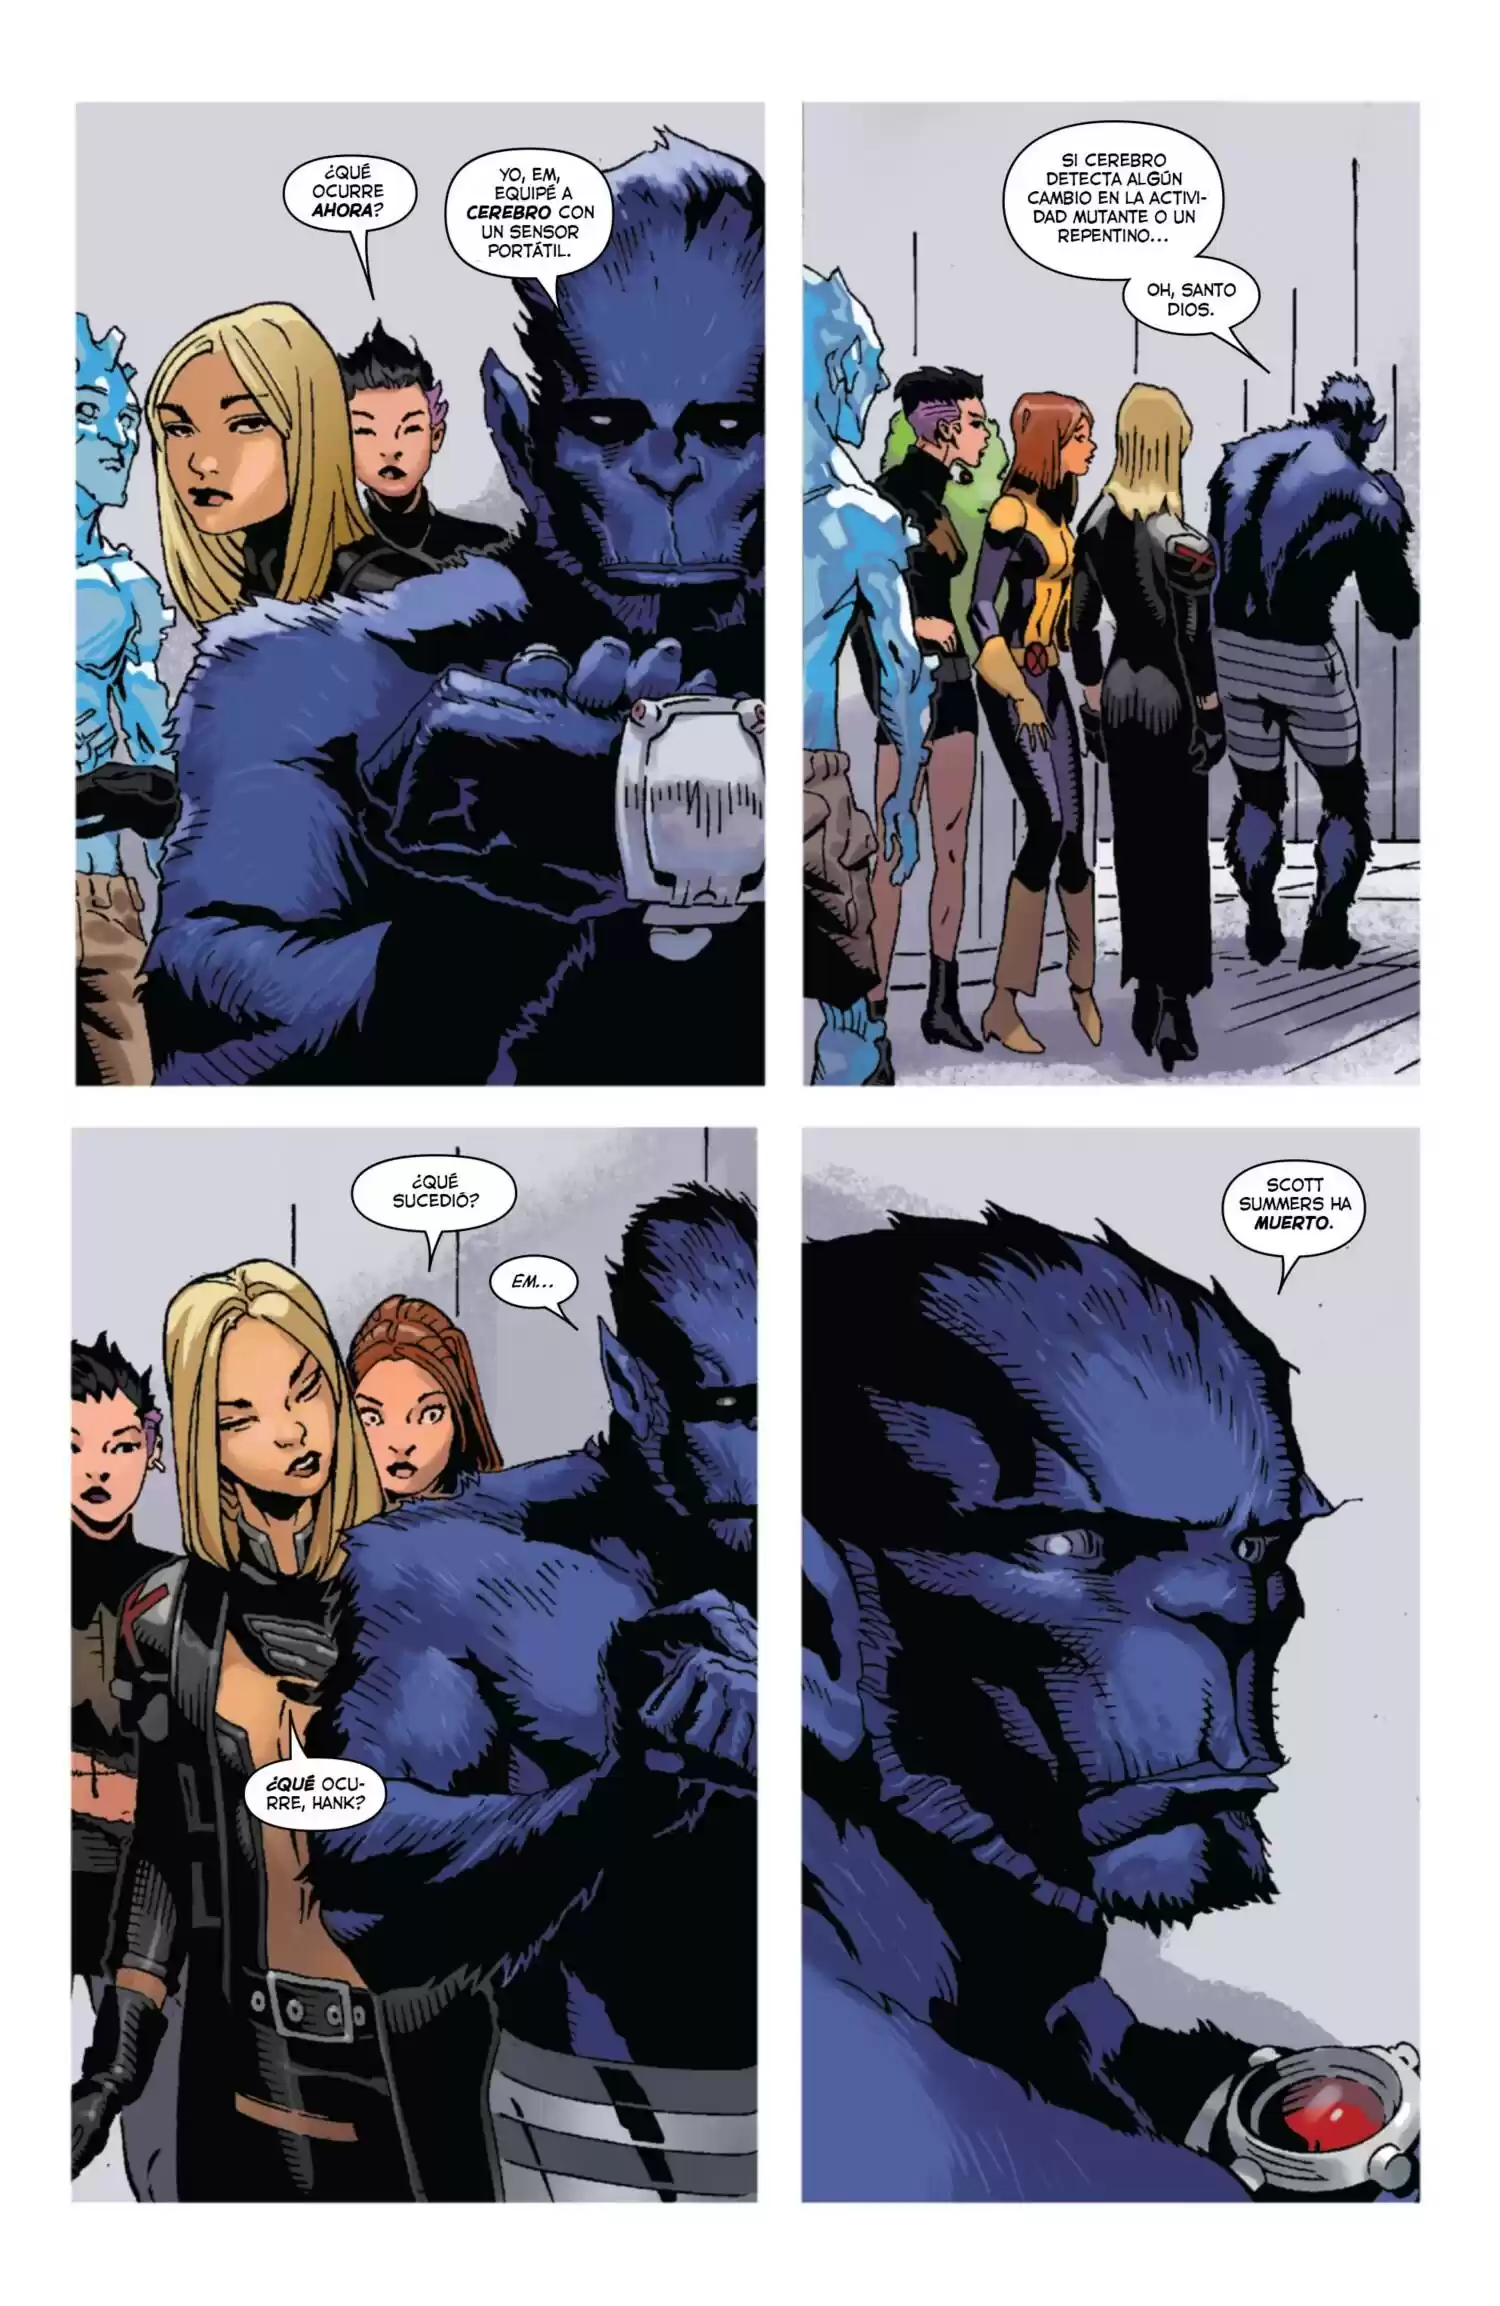 ¿QUÉ
OCURRE
AHORA?
YO, EM,
EQUIPÉ A
CEREBRO CON
UN SENSOR
PORTÁTIL.
SI CEREBRO
DETECTA ALGÚN
CAMBIO EN LA ACTIVI-
DAD MUTANTE O UN
REPENTINO...
OH, SANTO
DIOS.
¿QUÉ
SUCEDIÓ?
EM...
¿QUÉ OCU-
RRE, HANK?
SCOTT
SUMMERS HA
MUERTO.